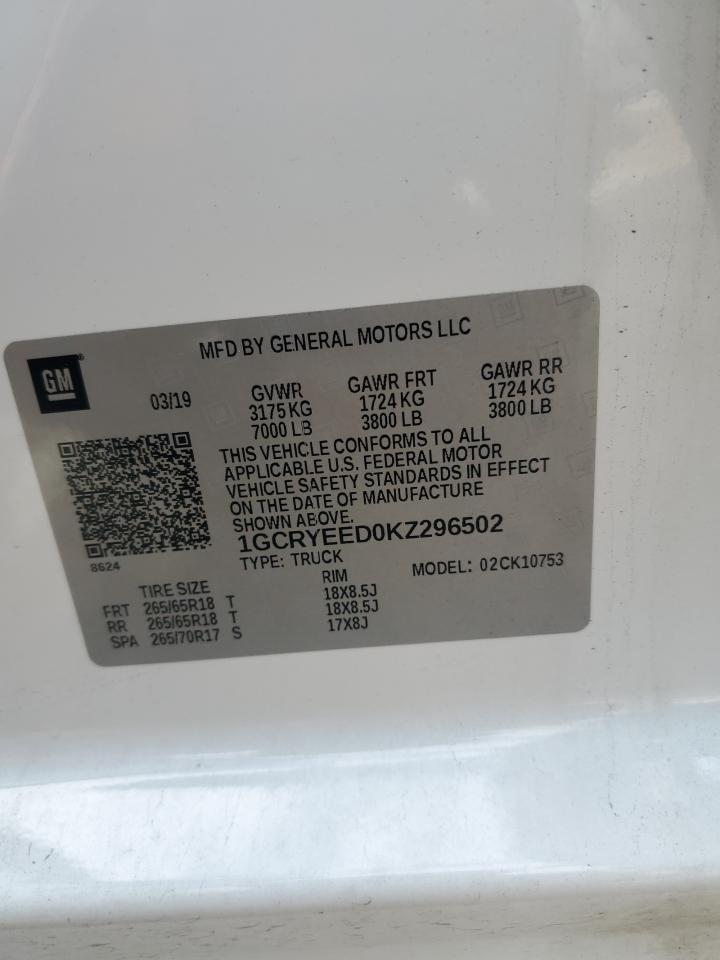 MFD BY GENERAL MOTORS LLC
GM
03/19
GVWR
3175 KG
7000 LB
GAWR FRT
1724 KG
3800 LB
GAWR RR
1724 KG
3800 LB
THIS VEHICLE CONFORMS TO ALL
APPLICABLE U.S. FEDERAL MOTOR
VEHICLE SAFETY STANDARDS IN EFFECT
ON THE DATE OF MANUFACTURE
SHOWN ABOVE.
1GCRYEED0KZ296502
TYPE: TRUCK
MODEL: 02CK10753
8624
TIRE SIZE RIM
FRT 265/65R18 T 18X8.5J
RR 265/65R18 T 18X8.5J
SPA 265/70R17 S 17X8J